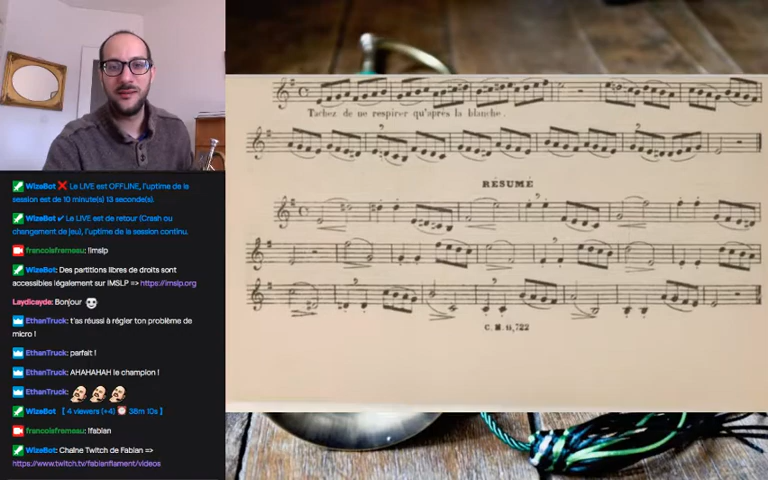 WizeBot ❌ Le LIVE est OFFLINE, l'uptime de la
session est de 10 minute(s) 13 seconde(s).
WizeBot ✔ Le LIVE est de retour (Crash ou
changement de jeu), l'uptime de la session continu.
francoisfremeau: !imslp
WizeBot: Des partitions libres de droits sont
accessibles légalement sur IMSLP => https://imslp.org
Laydicayde: Bonjour
EthanTruck: t'as réussi à régler ton problème de
micro !
EthanTruck: parfait !
EthanTruck: AHAHAHAH le champion !
EthanTruck:
WizeBot 【 4 viewers (+4) ⏰ 38m 10s 】
francoisfremeau: !fabian
WizeBot: Chaîne Twitch de Fabian =>
https://www.twitch.tv/fabienflament/videos
Tachez de ne respirer qu'après la blanche.
RÉSUMÉ
C. M. 11,722